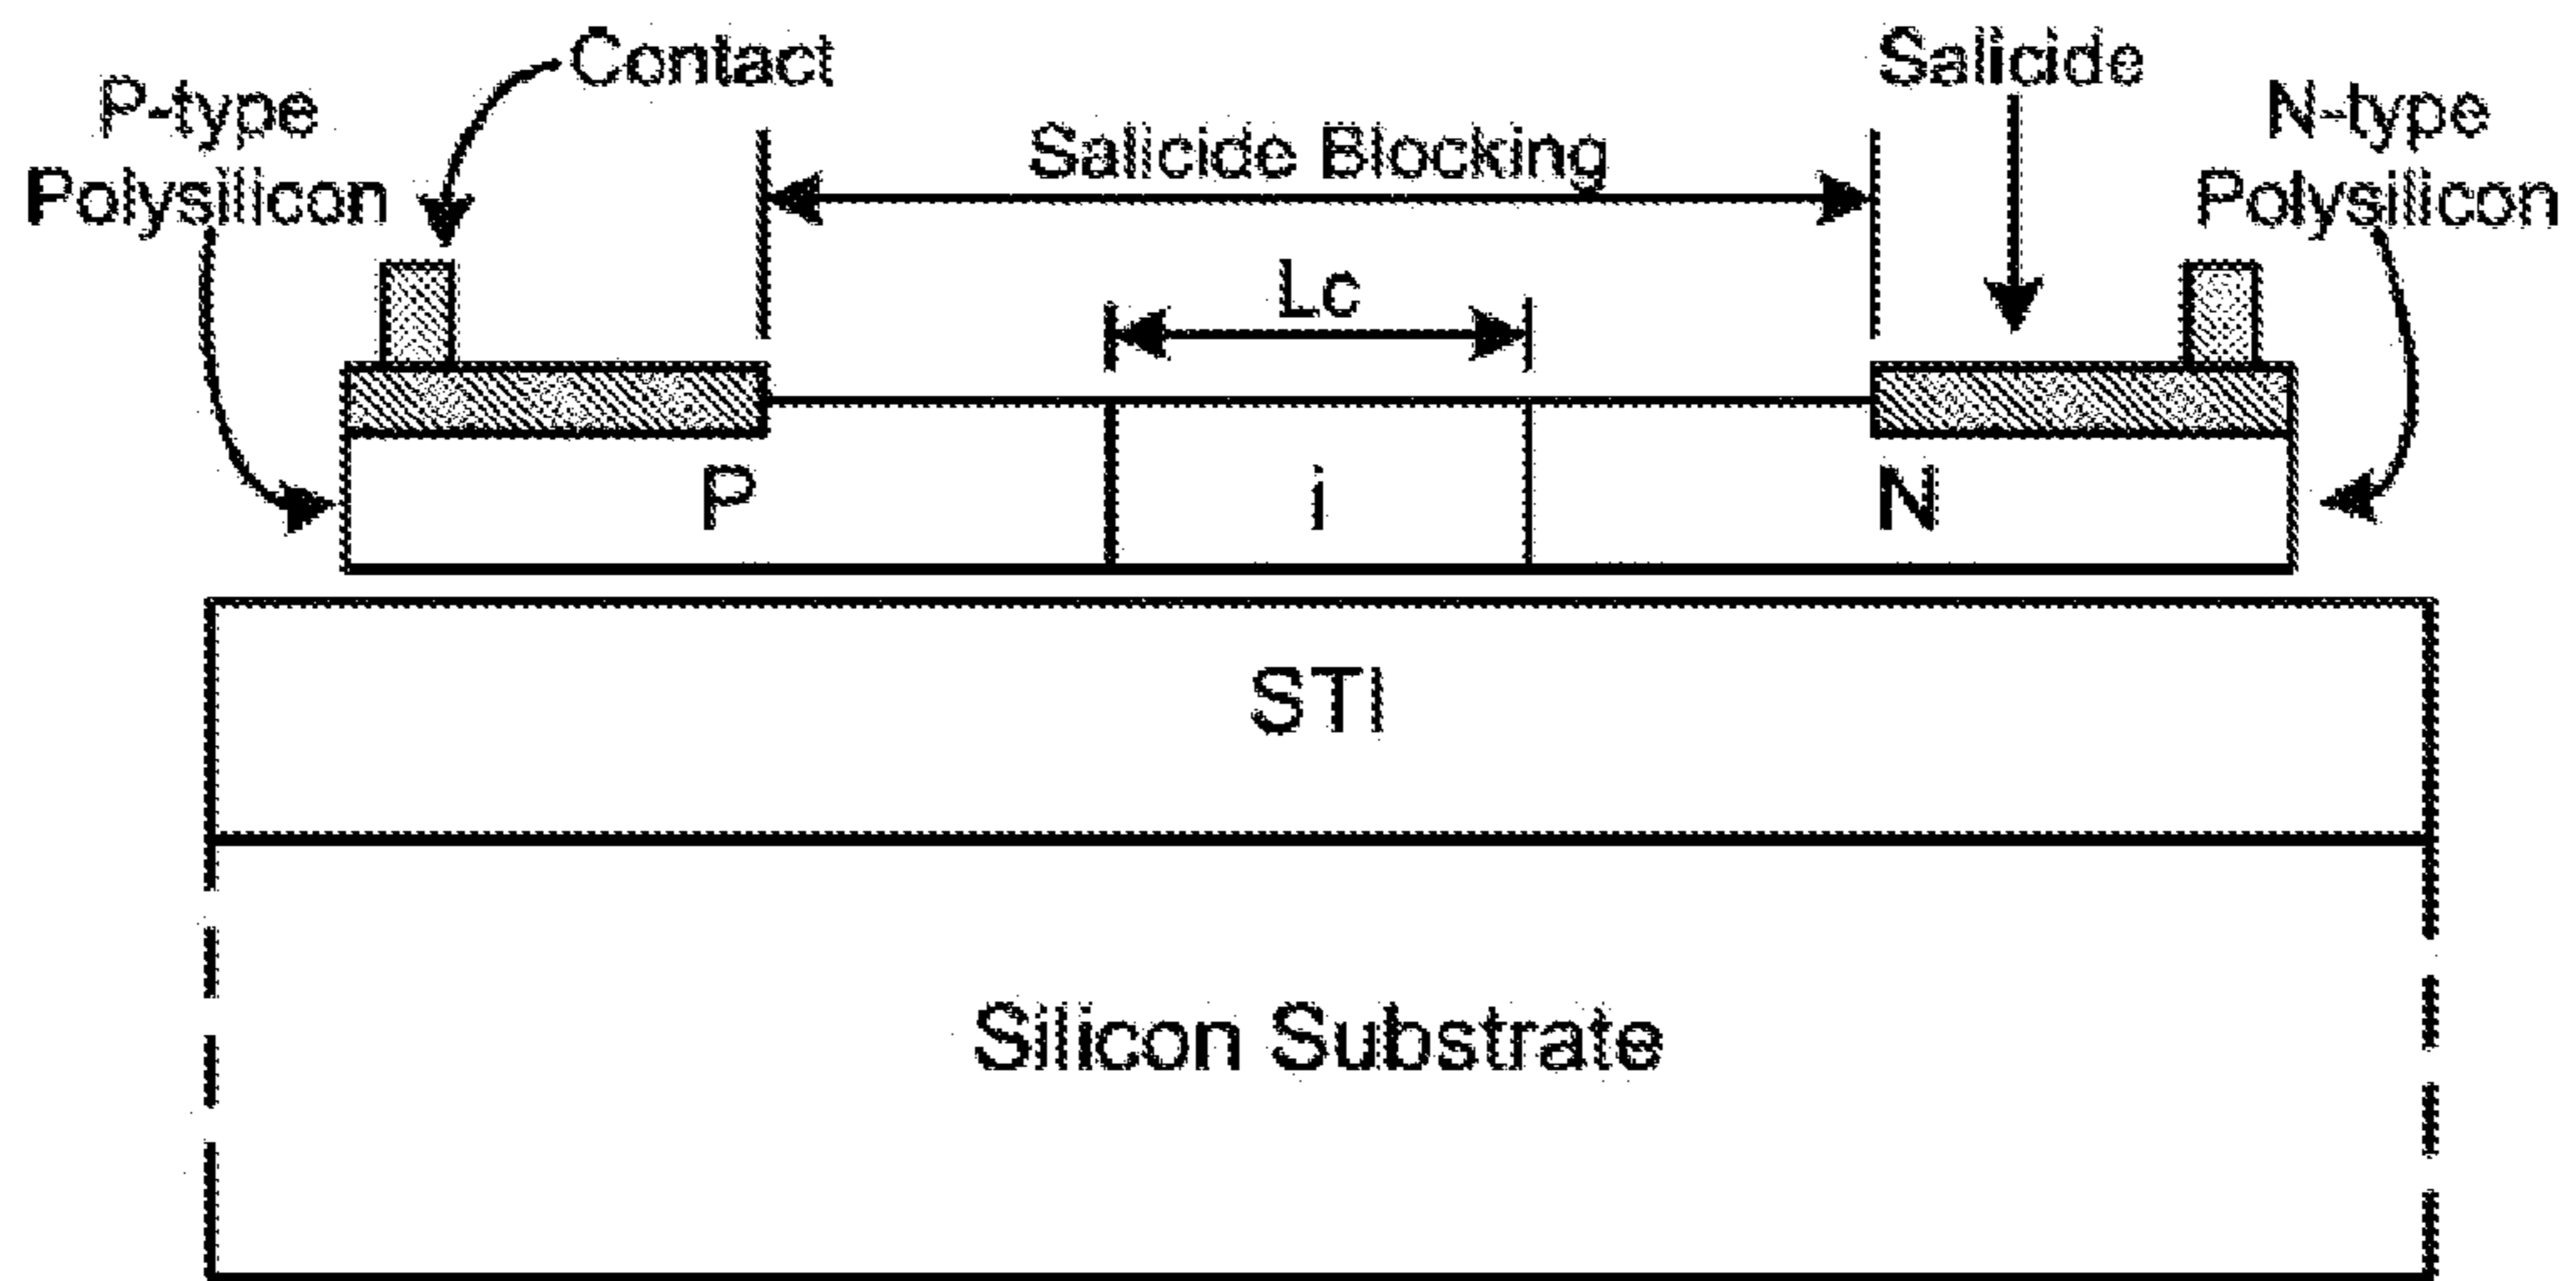 Contact
Salicide
P-type
Polysilicon
Salicide Blocking
N-type
Polysilicon
Lc
P
i
N
STI
Silicon Substrate